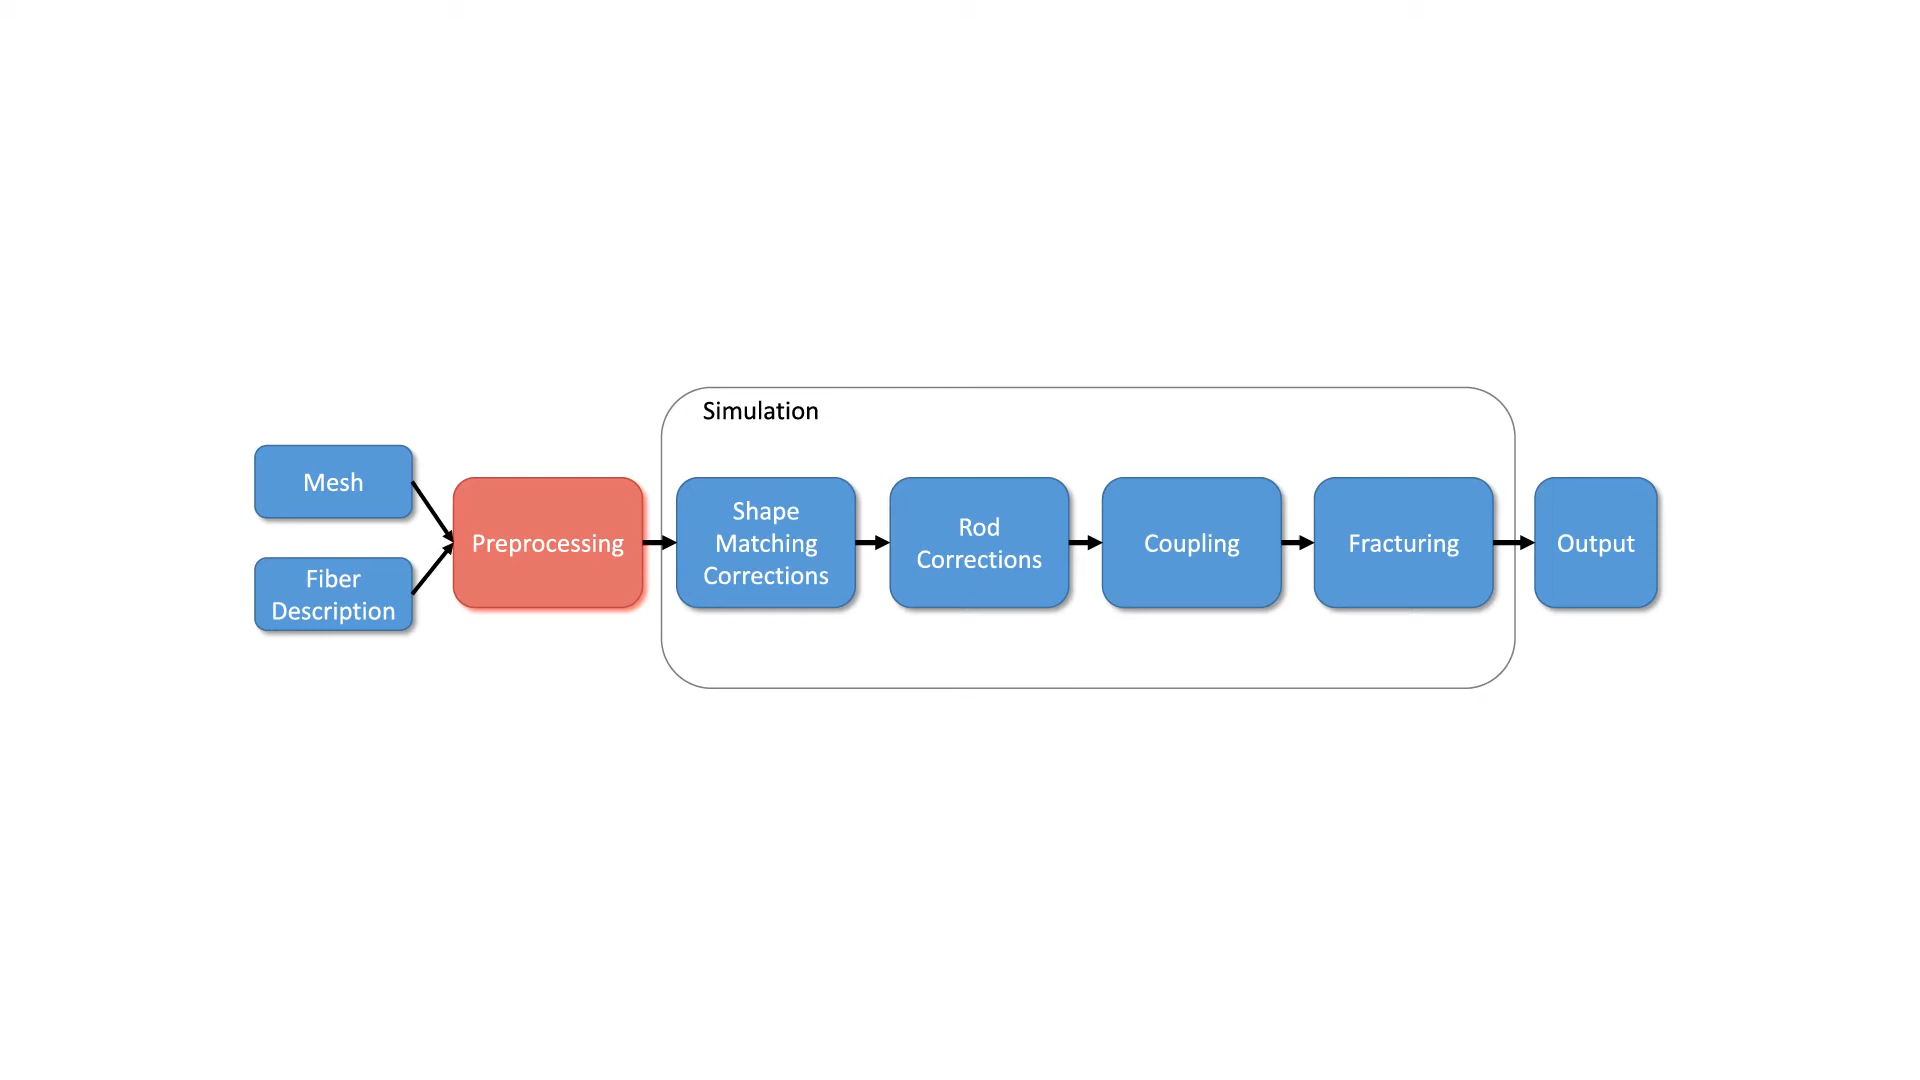 Simulation
Mesh
Fiber
Description
Preprocessing
Shape
Matching
Corrections
Rod
Corrections
Coupling
Fracturing
Output